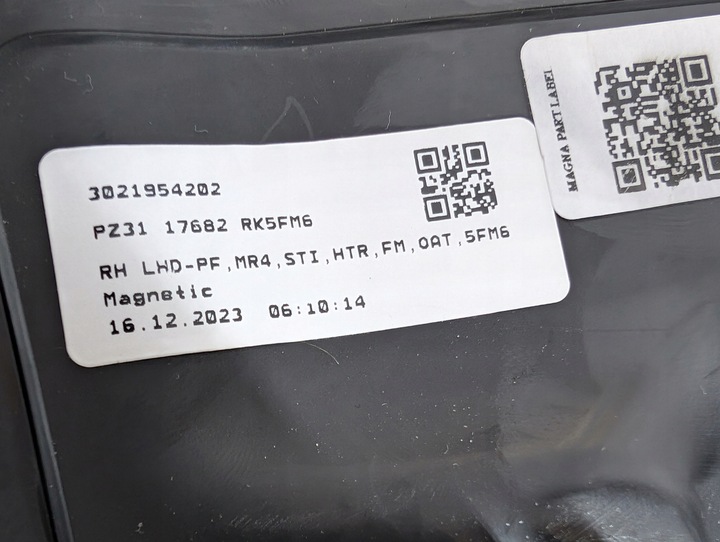 3021954202
PZ31 17682 RK5FM6
RH LHD-PF,MR4,STI,HTR,FM,OAT,5FM6
Magnetic
16.12.2023 06:10:14
MAGNA PART LABEL